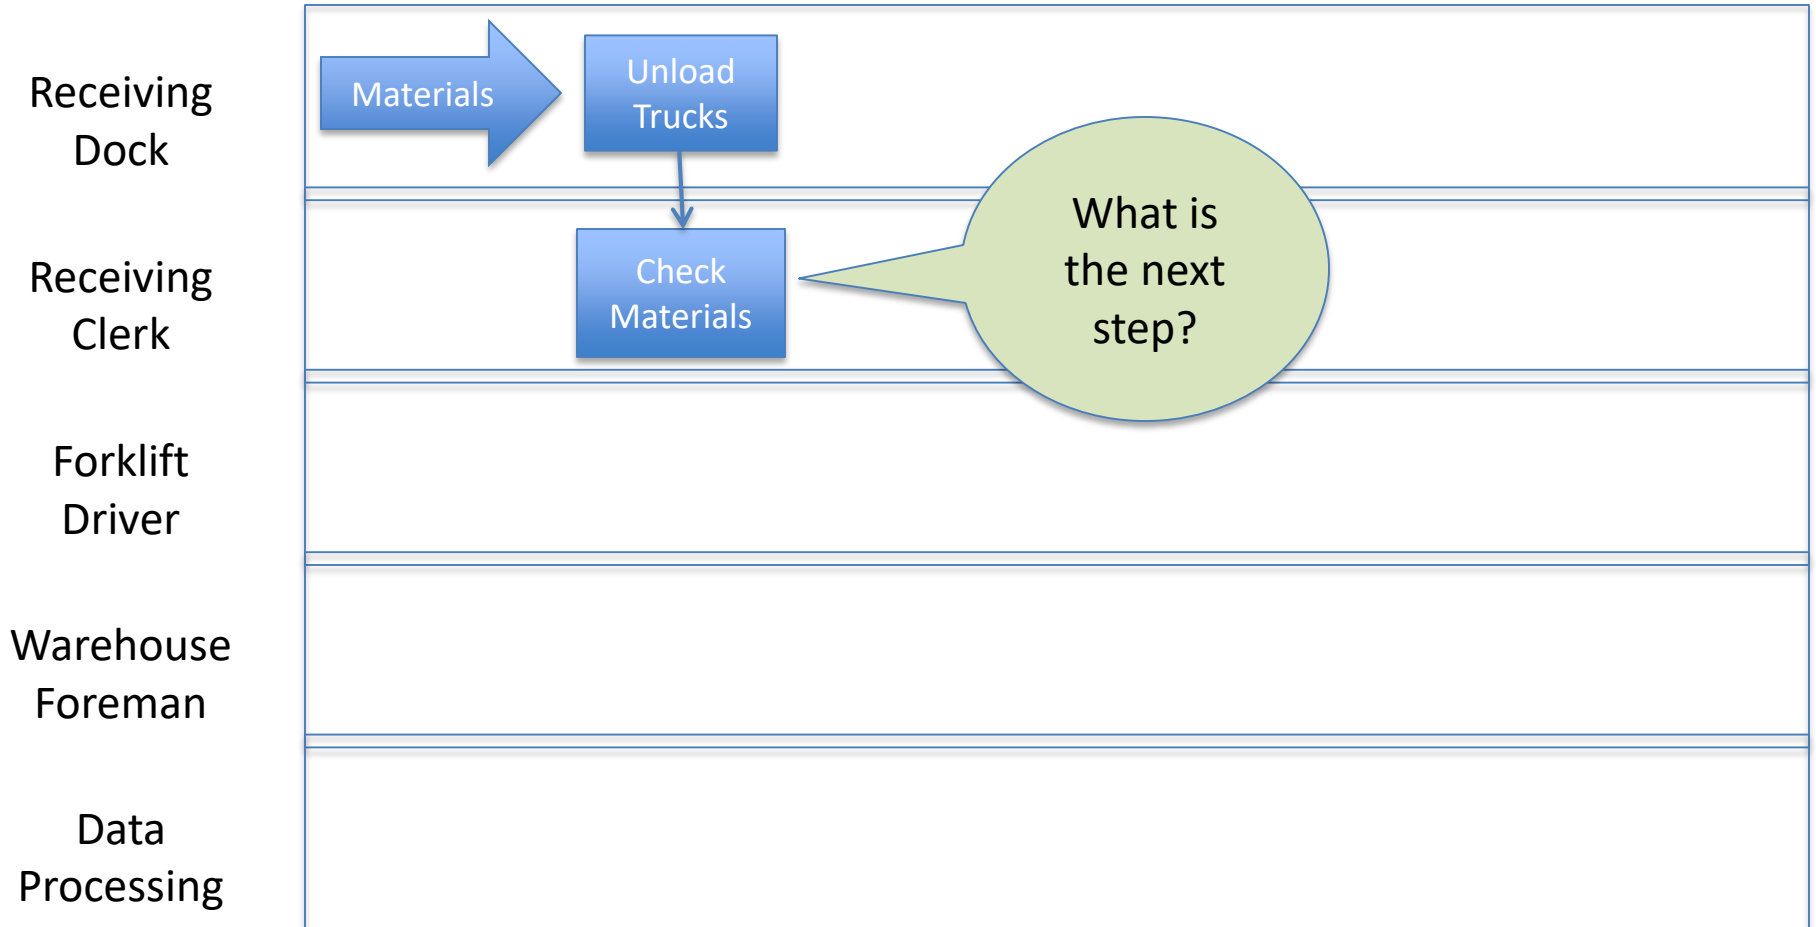 Receiving
Dock
Materials
Unload
Trucks
Receiving
Clerk
Check
Materials
What is
the next
step?
Forklift
Driver
Warehouse
Foreman
Data
Processing